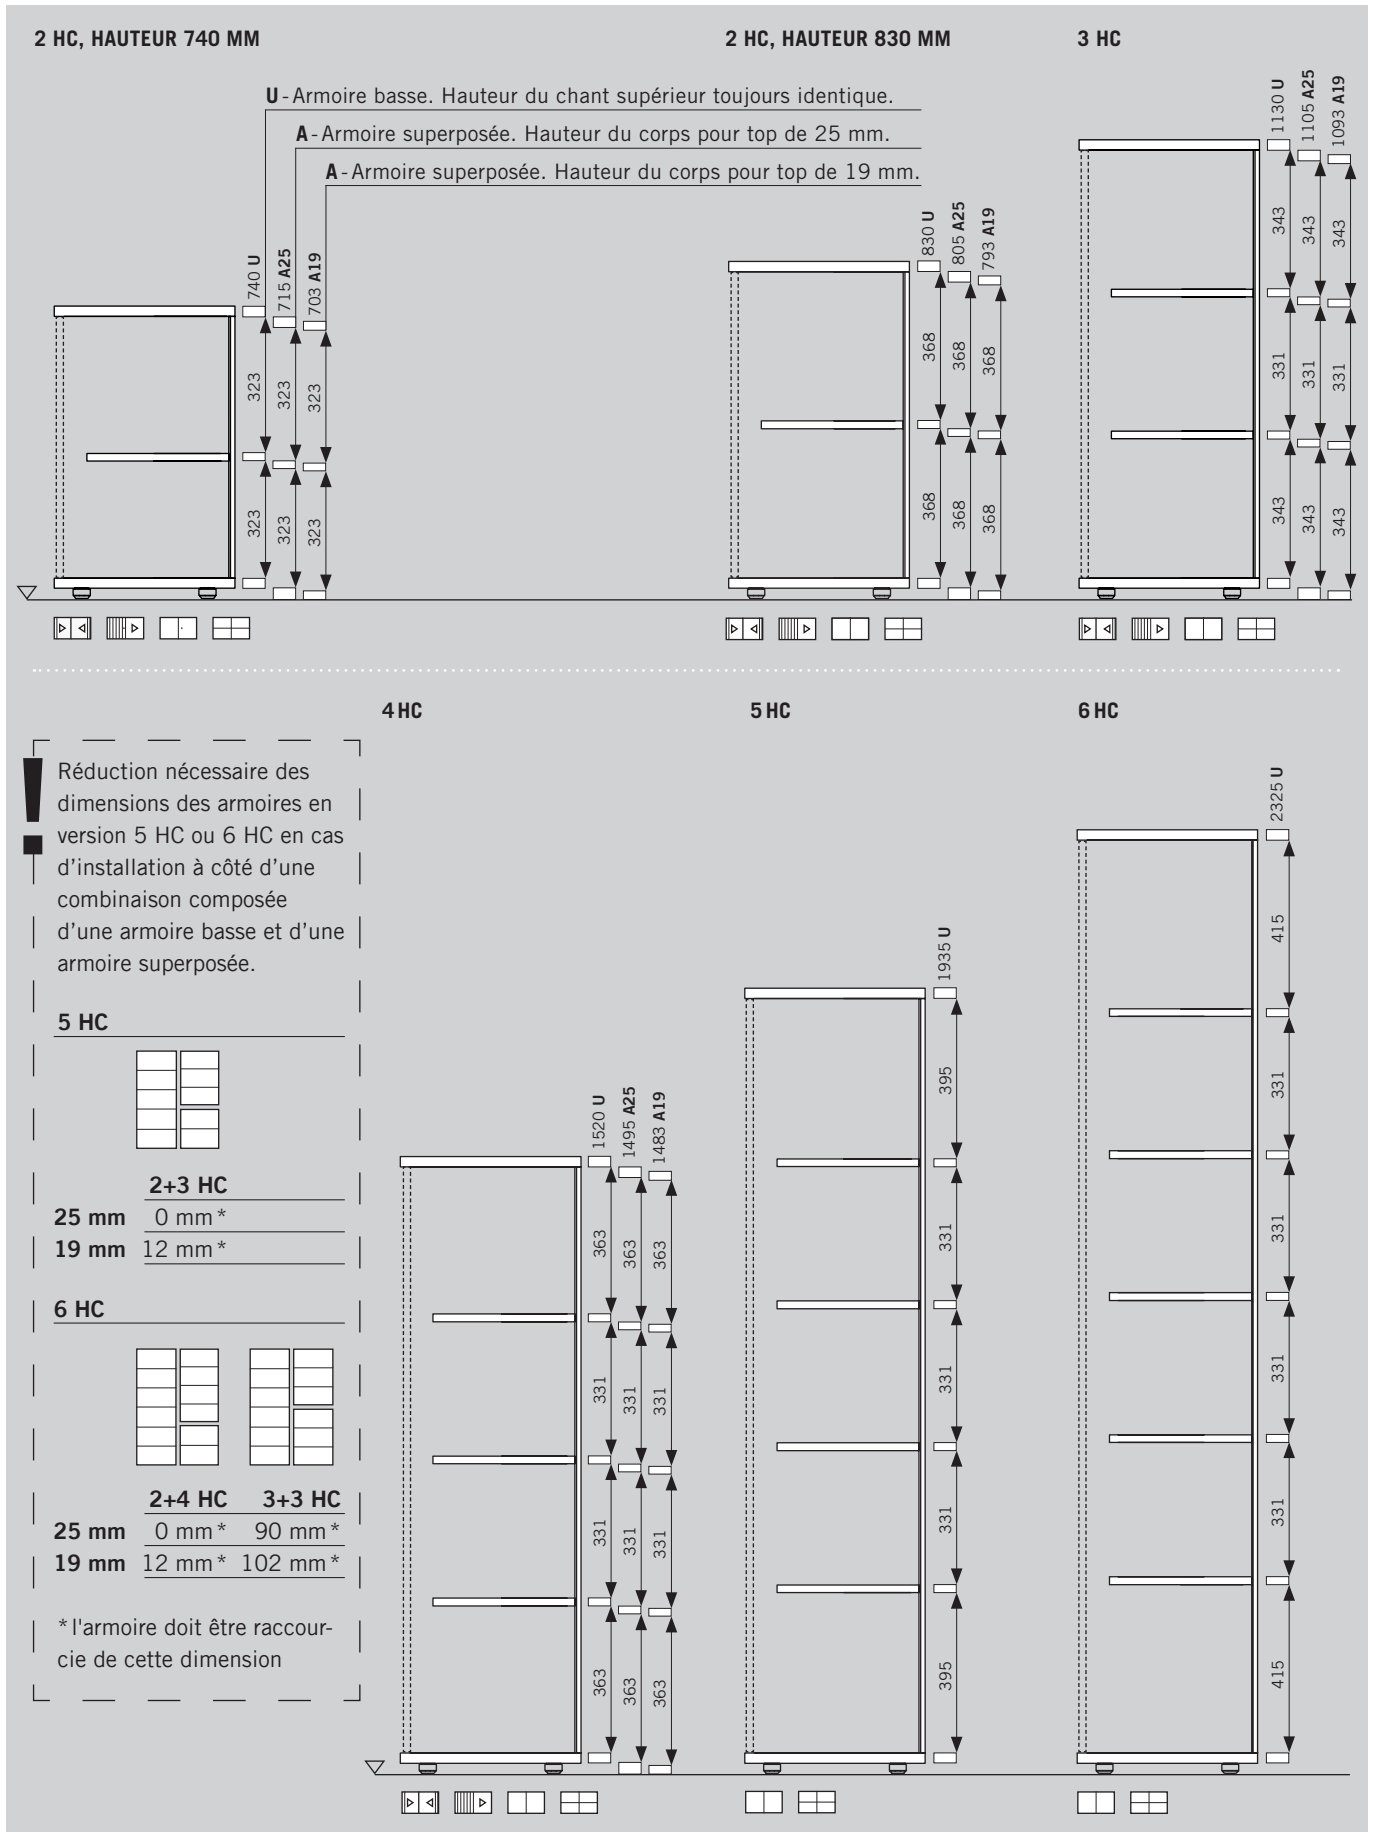 2 HC, HAUTEUR 740 MM
2 HC, HAUTEUR 830 MM
3 HC
U - Armoire basse. Hauteur du chant supérieur toujours identique.
A - Armoire superposée. Hauteur du corps pour top de 25 mm.
A - Armoire superposée. Hauteur du corps pour top de 19 mm.
740 U
715 A25
703 A19
323
323
323
323
323
323
830 U
805 A25
793 A19
368
368
368
368
368
368
1130 U
1105 A25
1093 A19
343
343
343
331
331
331
343
343
343
4 HC
5 HC
6 HC
!
Réduction nécessaire des
dimensions des armoires en
version 5 HC ou 6 HC en cas
d’installation à côté d’une
combinaison composée
d’une armoire basse et d’une
armoire superposée.
5 HC
2+3 HC
25 mm 0 mm *
19 mm 12 mm *
6 HC
2+4 HC 3+3 HC
25 mm 0 mm * 90 mm *
19 mm 12 mm * 102 mm *
* l'armoire doit être raccour-
cie de cette dimension
1520 U
1495 A25
1483 A19
363
363
363
331
331
331
331
331
331
363
363
363
1935 U
395
331
331
331
395
2325 U
415
331
331
331
331
415